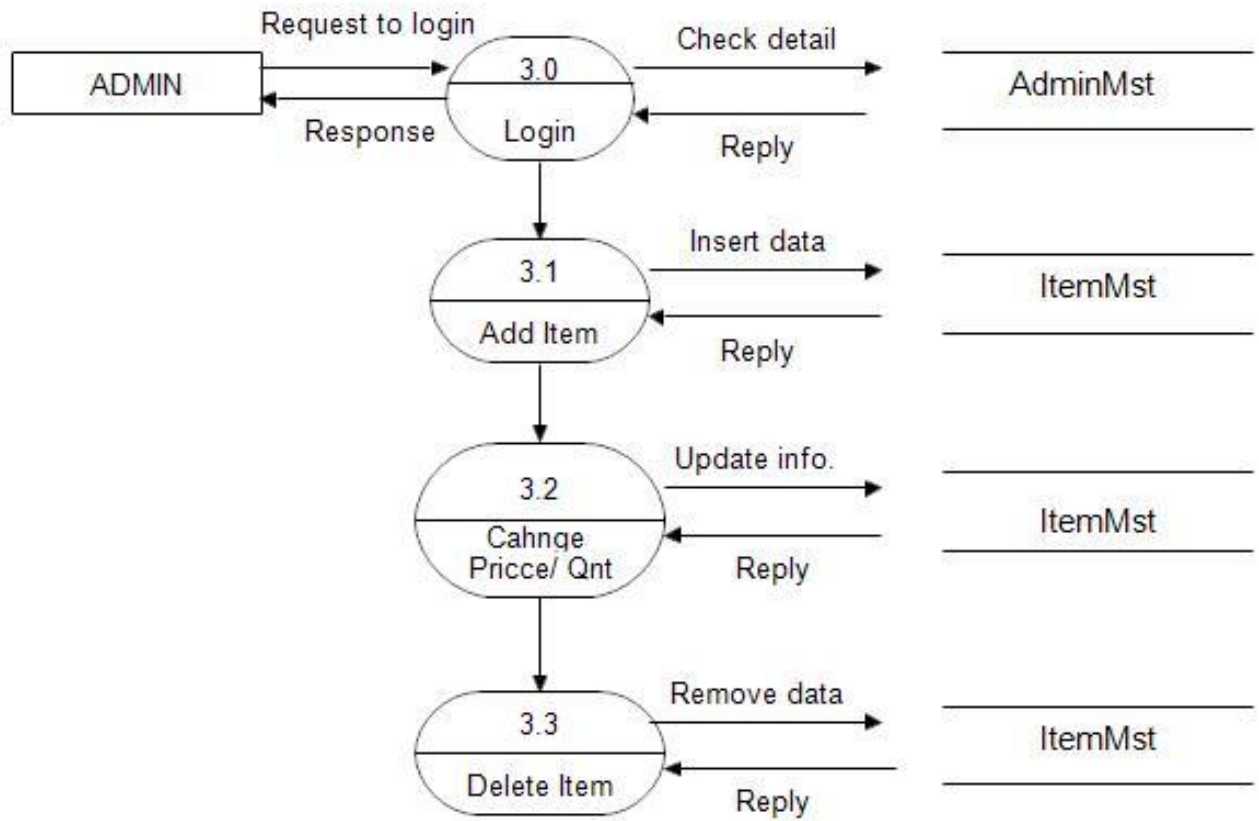 Request to login
ADMIN
Response
3.0
Login
Check detail
Reply
AdminMst
3.1
Add Item
Insert data
Reply
ItemMst
3.2
Cahnge
Pricce/ Qnt
Update info.
Reply
ItemMst
3.3
Delete Item
Remove data
Reply
ItemMst